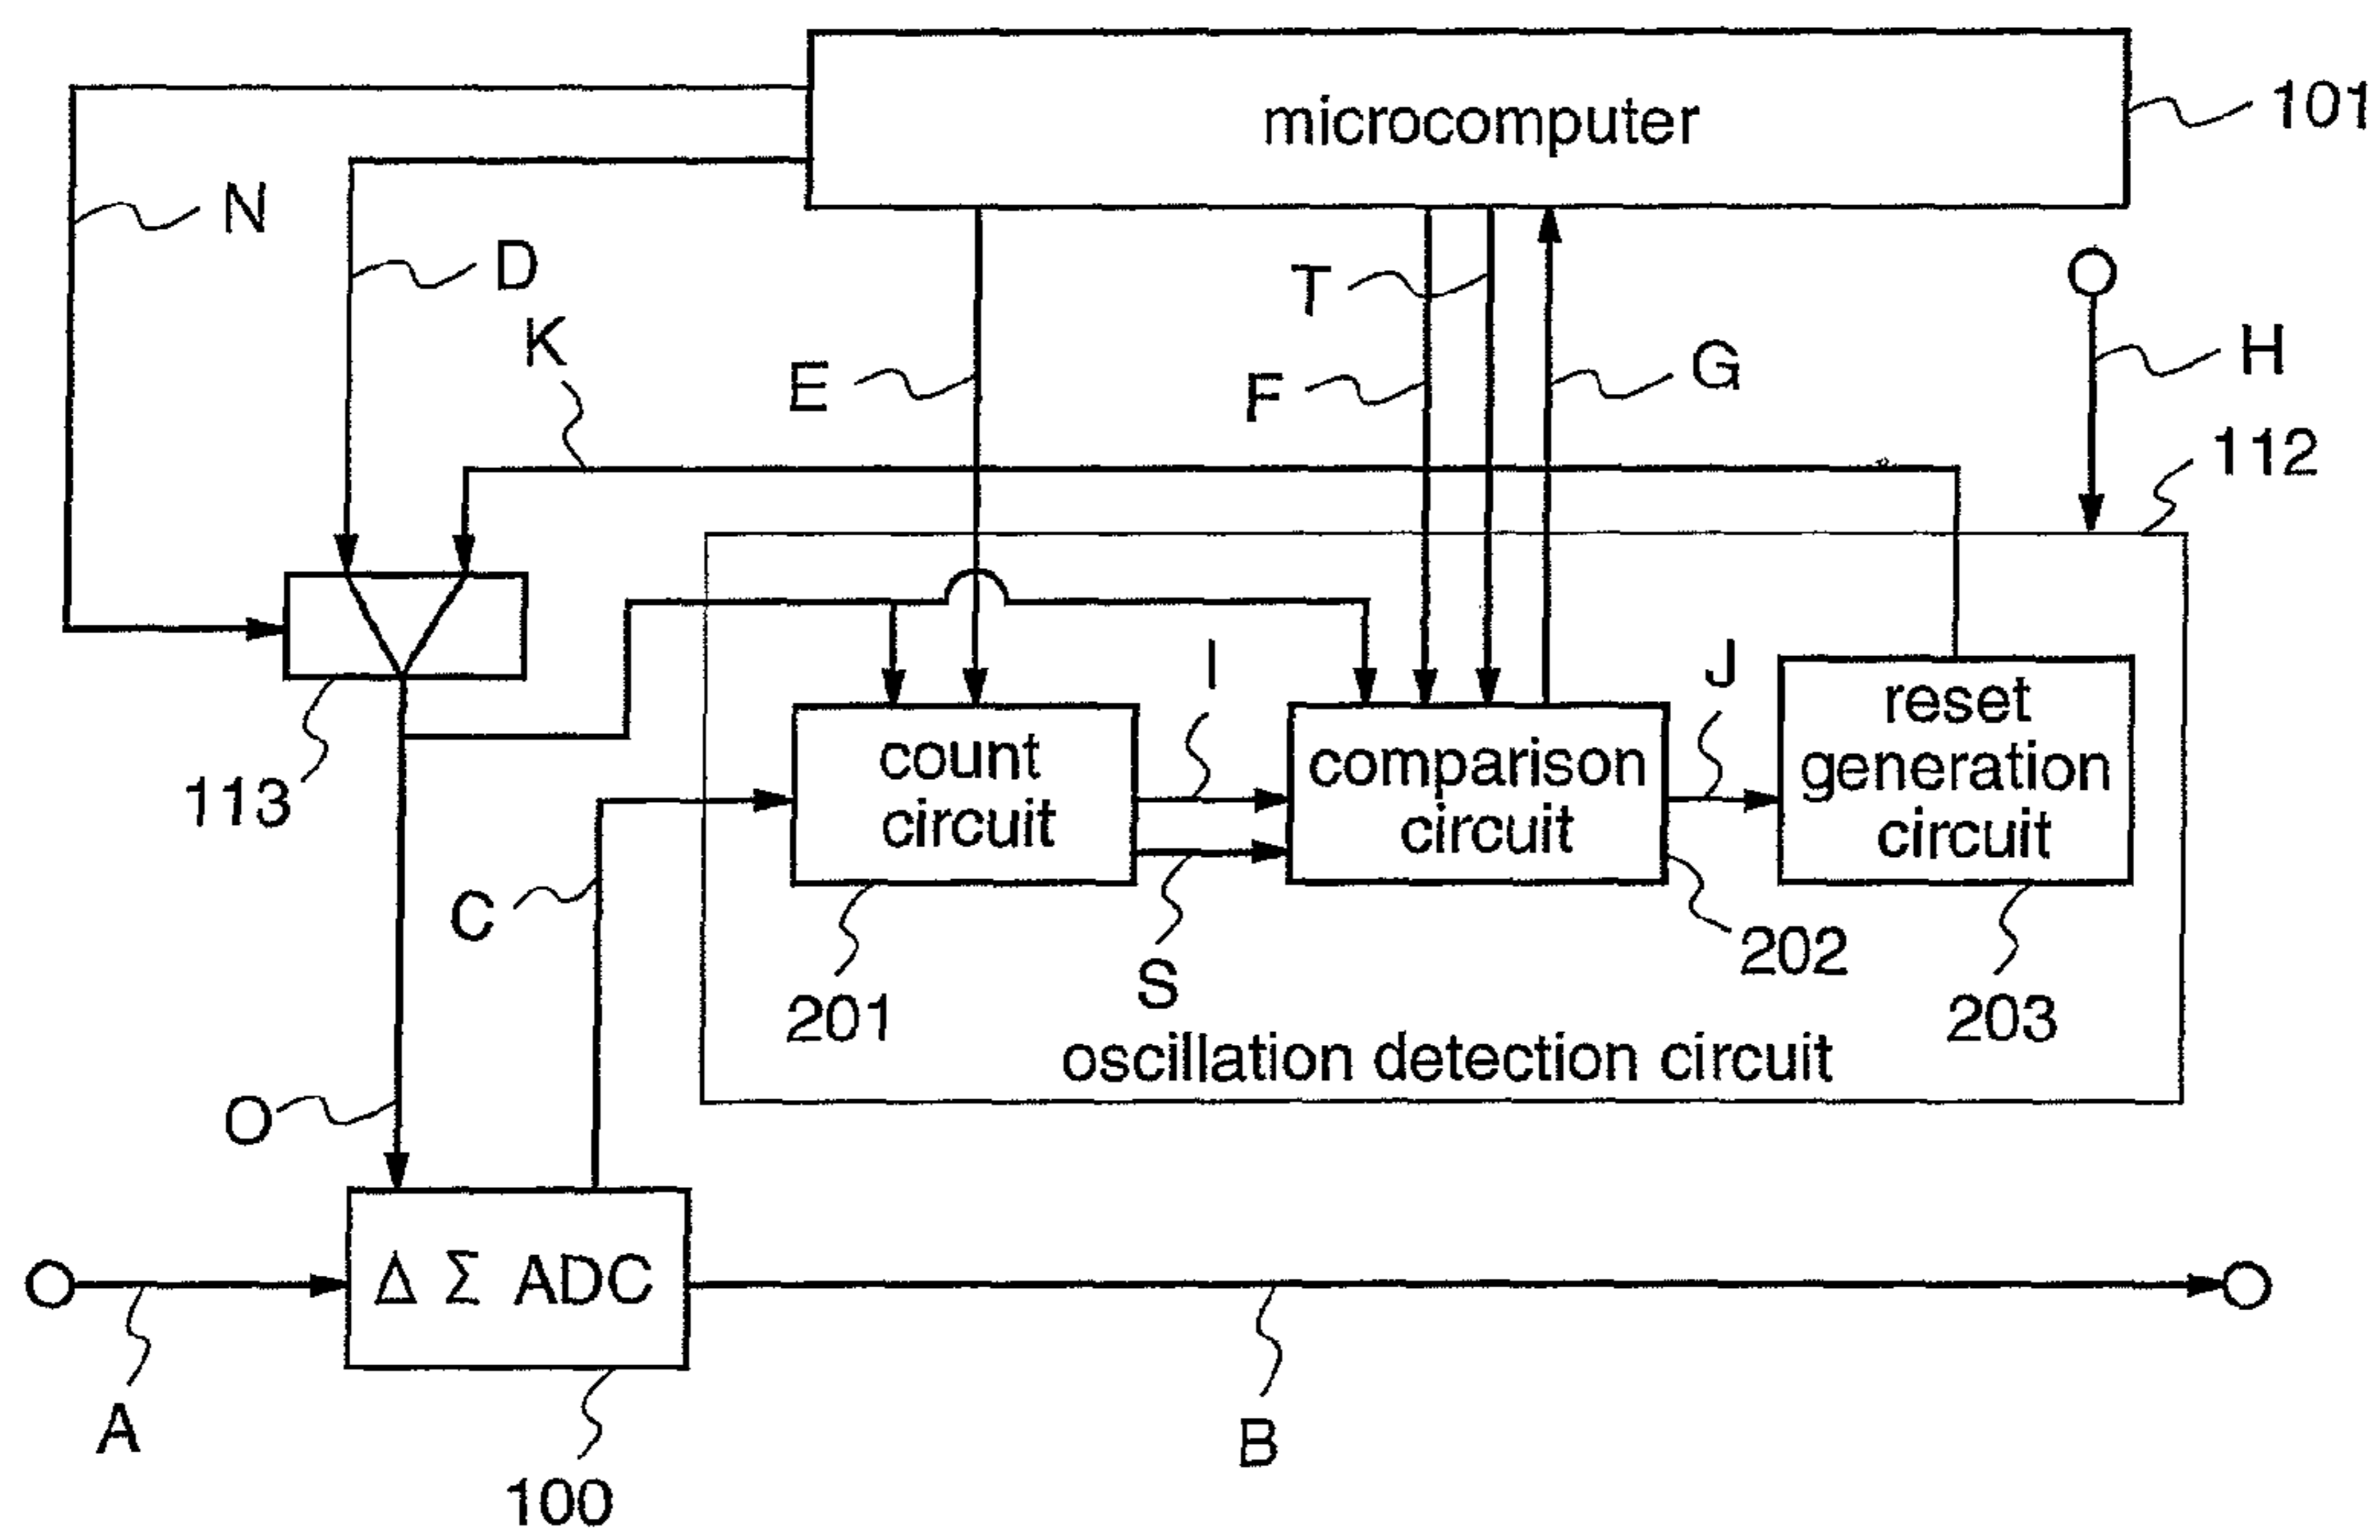 microcomputer
101
N
D
K
E
T
F
G
H
112
113
I
J
count
circuit
comparison
circuit
reset
generation
circuit
C
S
201
202
203
oscillation detection circuit
O
Δ Σ ADC
A
B
100